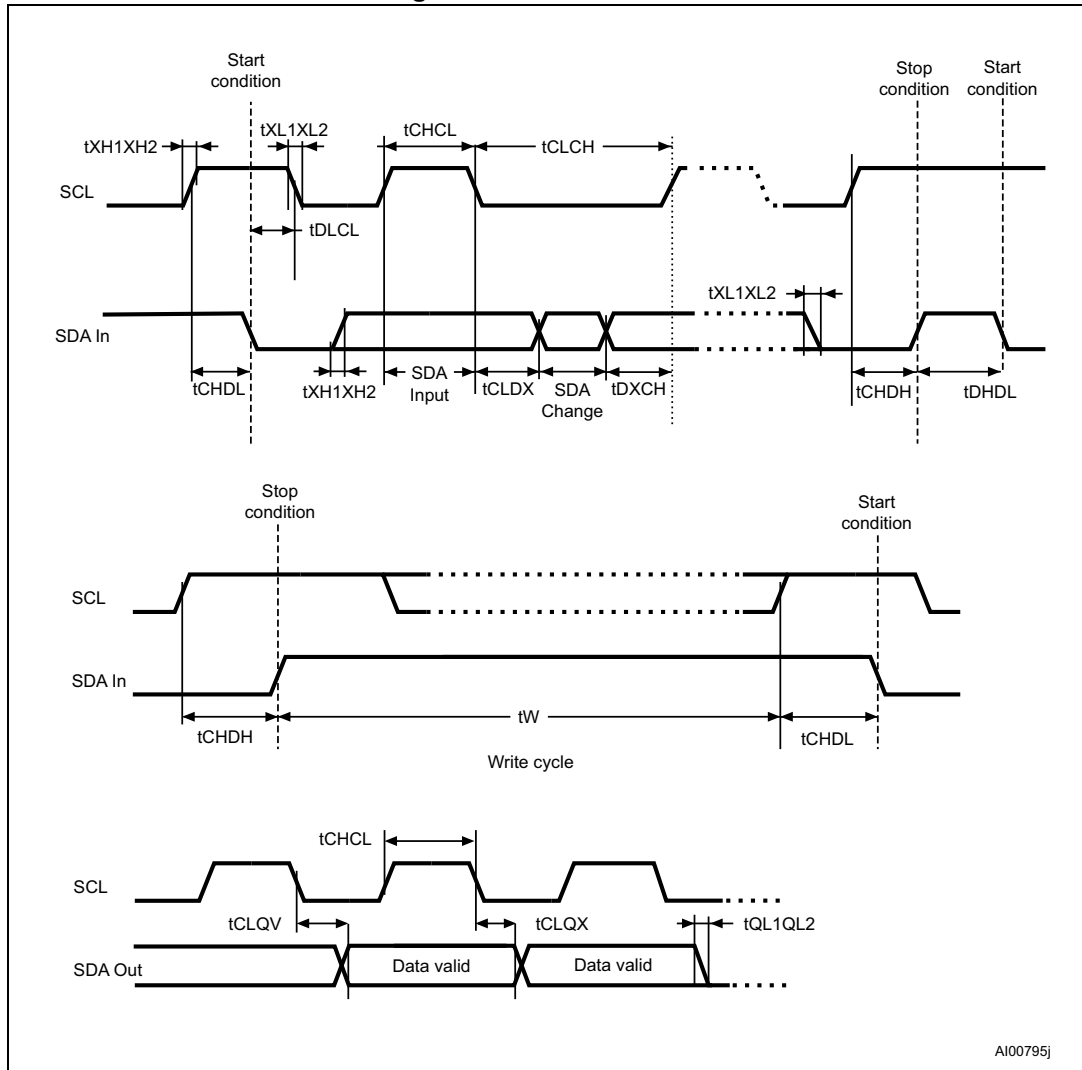 Start
condition
Stop
condition
Start
condition
tXH1XH2
tXL1XL2
tCHCL
tCLCH
SCL
tDLCL
tXL1XL2
SDA In
tCHDL
tXH1XH2
SDA
Input
tCLDX
SDA
Change
tDXCH
tCHDH
tDHDL
Stop
condition
Start
condition
SCL
SDA In
tCHDH
tW
tCHDL
Write cycle
tCHCL
SCL
tCLQV
tCLQX
tQL1QL2
SDA Out
Data valid
Data valid
AI00795j